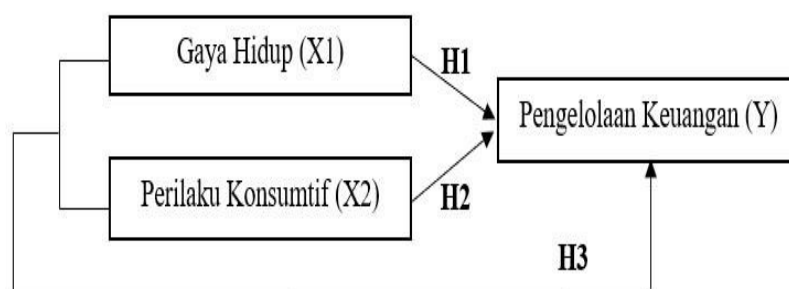 Gaya Hidup (X1)
H1
Pengelolaan Keuangan (Y)
Perilaku Konsumtif (X2)
H2
H3